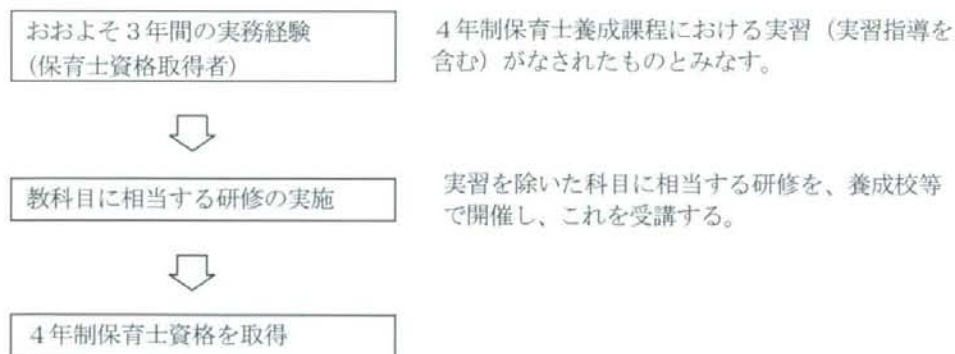 おおよそ３年間の実務経験
(保育士資格取得者)
４年制保育士養成課程における実習（実習指導を
含む）がなされたものとみなす。
教科目に相当する研修の実施
実習を除いた科目に相当する研修を、養成校等
で開催し、これを受講する。
４年制保育士資格を取得